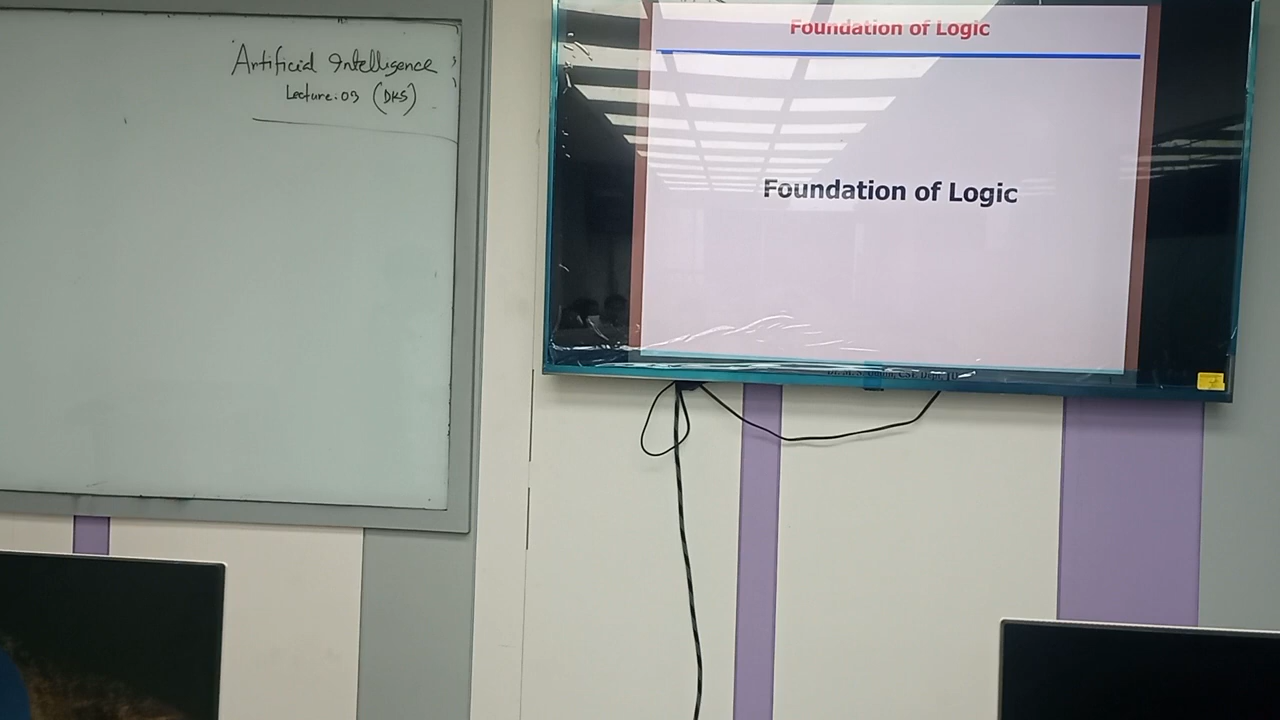 Artificial Intelligence
Lecture.03 (DKS)
Foundation of Logic
Foundation of Logic